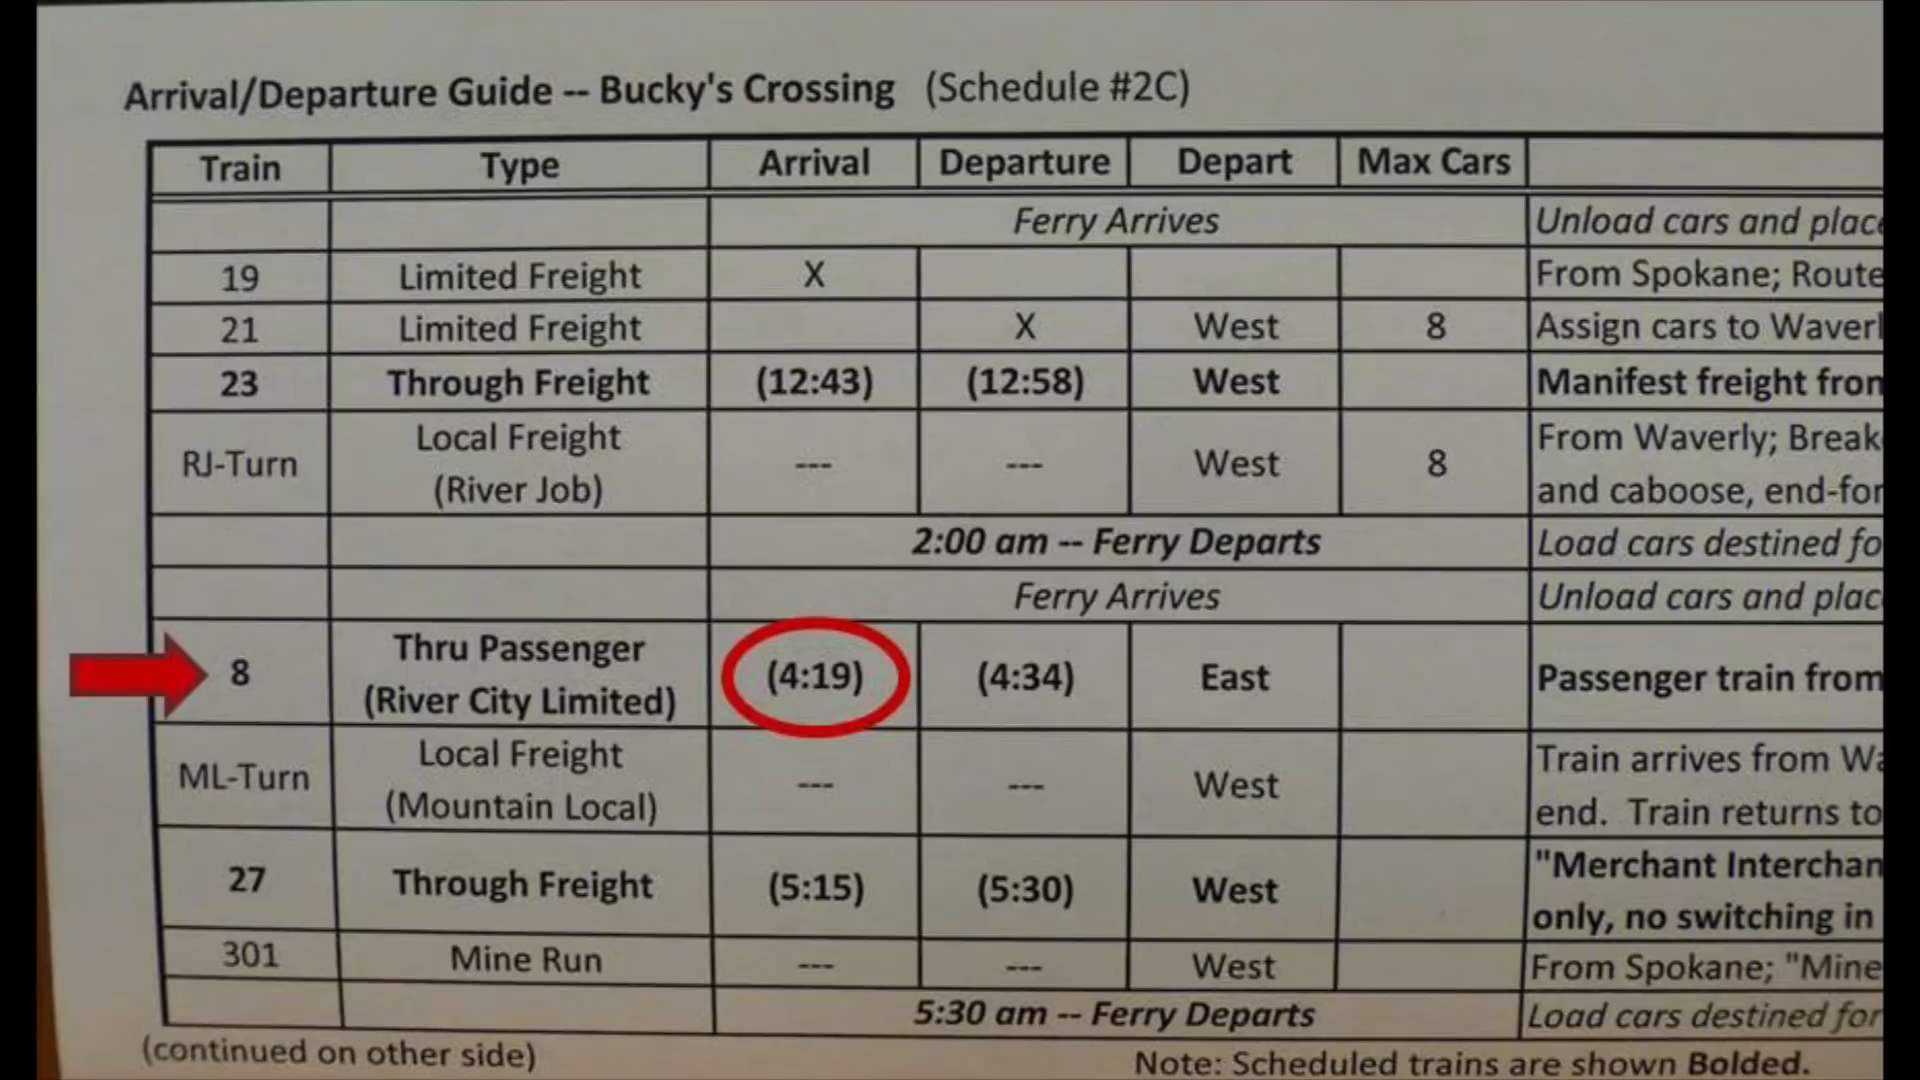 Arrival/Departure Guide -- Bucky's Crossing (Schedule #2C)
Train Type Arrival Departure Depart Max Cars
Ferry Arrives Unload cars and place
19 Limited Freight X From Spokane; Route
21 Limited Freight X West 8 Assign cars to Waverl
23 Through Freight (12:43) (12:58) West Manifest freight from
RJ-Turn Local Freight --- --- West 8 From Waverly; Break
(River Job) and caboose, end-for
2:00 am -- Ferry Departs Load cars destined fo
Ferry Arrives Unload cars and plac
8 Thru Passenger (4:19) (4:34) East Passenger train from
(River City Limited)
ML-Turn Local Freight --- --- West Train arrives from Wa
(Mountain Local) end. Train returns to
27 Through Freight (5:15) (5:30) West "Merchant Interchan
only, no switching in
301 Mine Run --- --- West From Spokane; "Mine
5:30 am -- Ferry Departs Load cars destined for
(continued on other side) Note: Scheduled trains are shown Bolded.